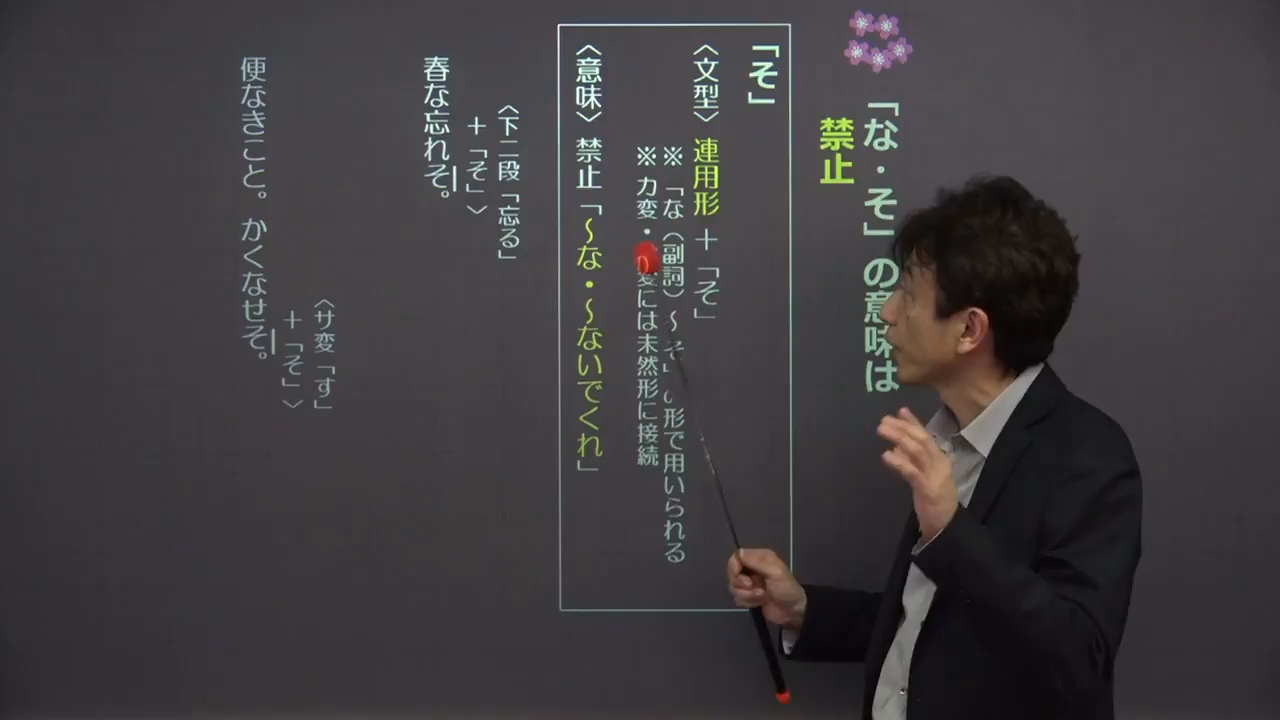 「な・そ」の意味は
禁止
「そ」
〈文型〉連用形＋「そ」
※「な（副詞）～そ」の形で用いられる
※カ変・変には未然形に接続
〈意味〉禁止「～な・～ないでくれ」
〈下二段「忘る」
＋「そ」〉
春な忘れそ。
〈サ変「す」
＋「そ」〉
便なきこと。かくなせそ。